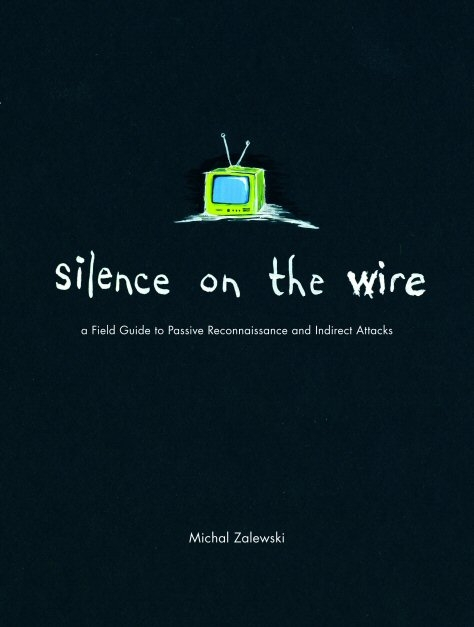 silence on the wire
a Field Guide to Passive Reconnaissance and Indirect Attacks
Michal Zalewski